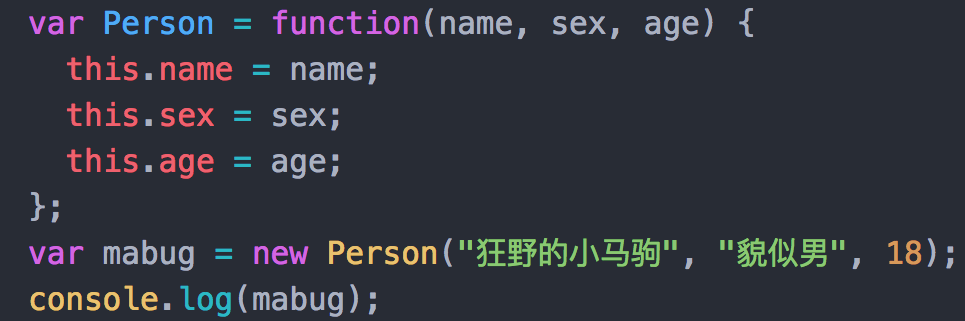 var Person = function(name, sex, age) {
  this.name = name;
  this.sex = sex;
  this.age = age;
};
var mabug = new Person("狂野的小马驹", "貌似男", 18);
console.log(mabug);